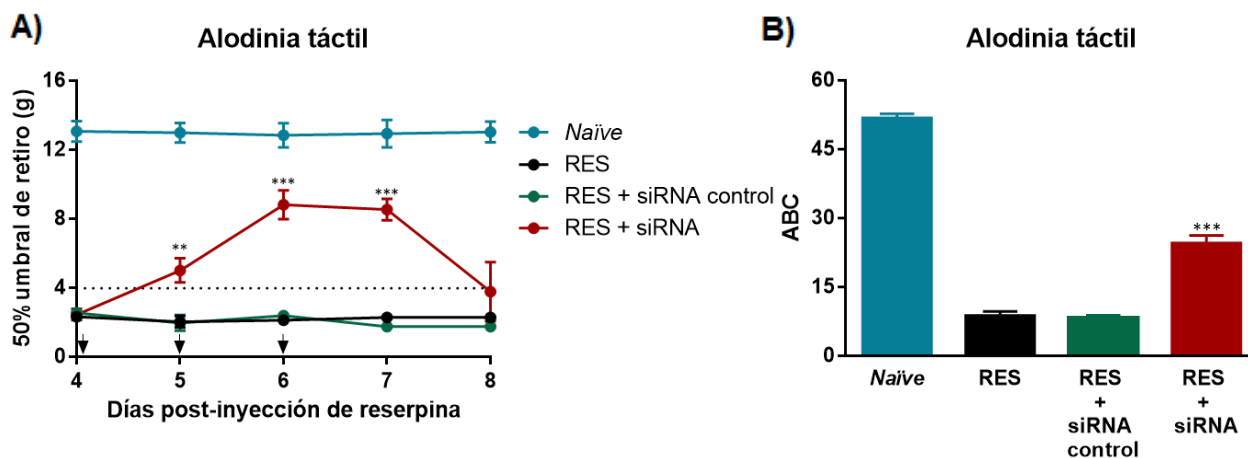 A)
Alodinia táctil
50% umbral de retiro (g)
16
12
8
4
0
**
***
***
4
5
6
7
8
Días post-inyección de reserpina
Naïve
RES
RES + siRNA control
RES + siRNA
B)
Alodinia táctil
ABC
60
45
30
15
0
***
Naïve
RES
RES
+
siRNA
control
RES
+
siRNA